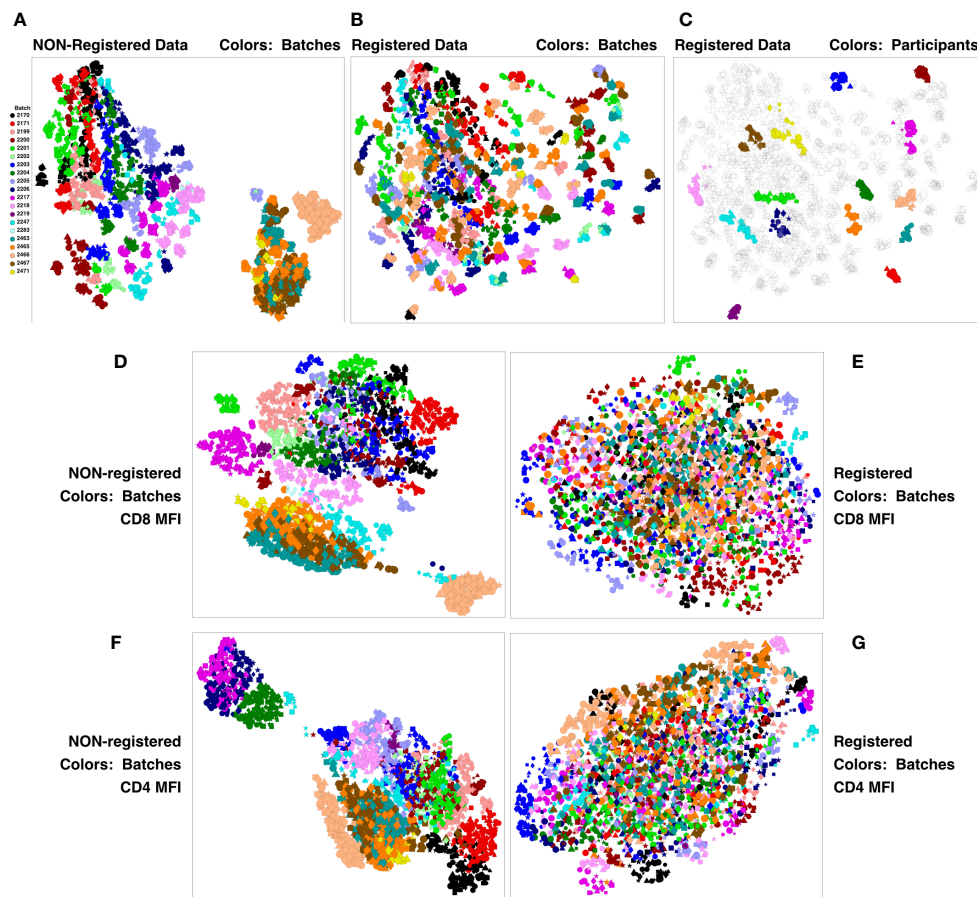 A
NON-Registered Data Colors: Batches
Batch
2170
2171
2199
2200
2201
2202
2203
2204
2205
2206
2217
2218
2219
2247
2283
2463
2465
2466
2467
2471
B
Registered Data Colors: Batches
C
Registered Data Colors: Participants
D
NON-registered
Colors: Batches
CD8 MFI
E
Registered
Colors: Batches
CD8 MFI
F
NON-registered
Colors: Batches
CD4 MFI
G
Registered
Colors: Batches
CD4 MFI